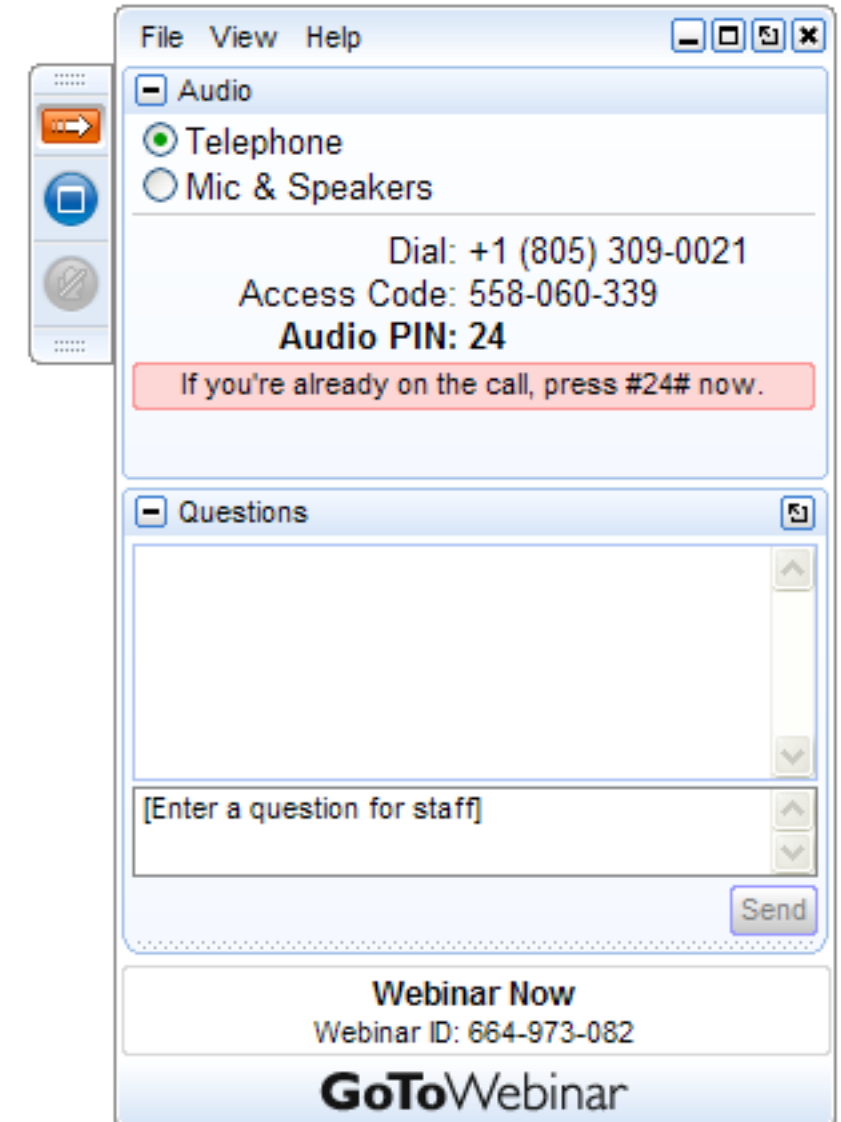 File View Help
Audio
Telephone
Mic & Speakers
Dial: +1 (805) 309-0021
Access Code: 558-060-339
Audio PIN: 24
If you're already on the call, press #24# now.
Questions
[Enter a question for staff]
Send
Webinar Now
Webinar ID: 664-973-082
GoToWebinar